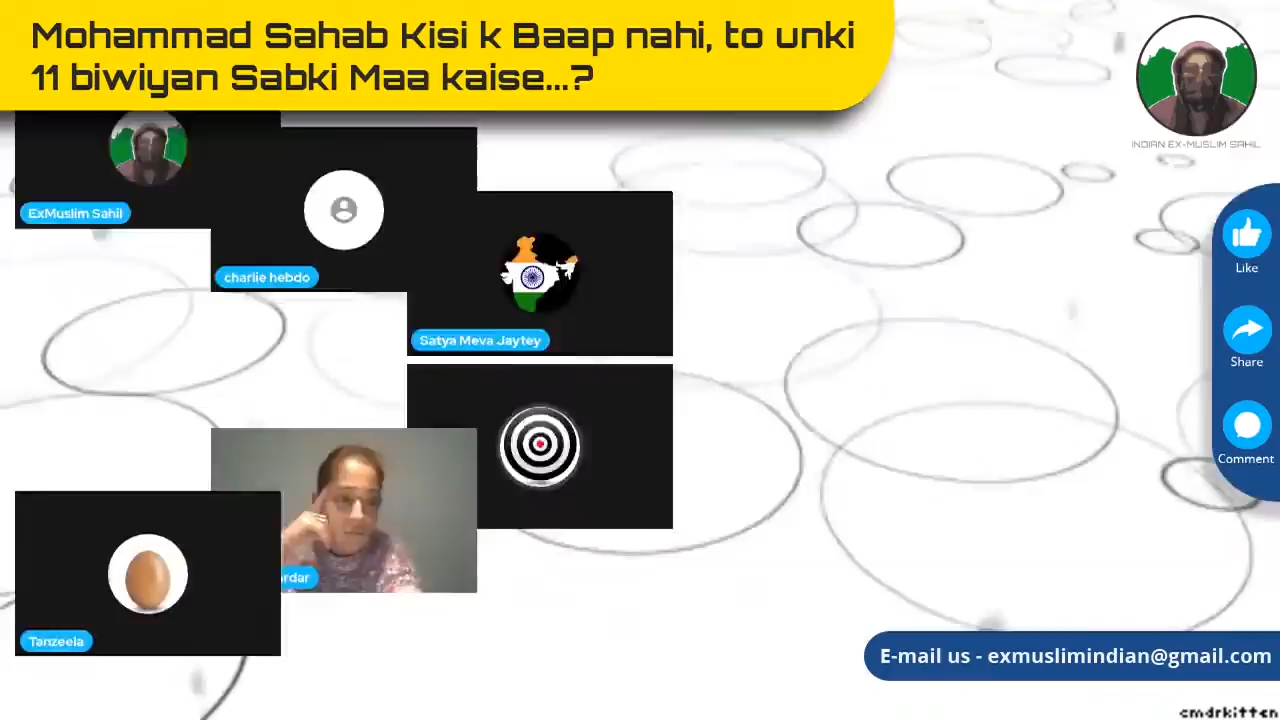 Mohammad Sahab Kisi k Baap nahi, to unki
11 biwiyan Sabki Maa kaise...?
INDIAN EX-MUSLIM SAHIL
ExMuslim Sahil
charlie hebdo
Satya Meva Jaytey
Like
Share
Comment
rdar
Tanzeela
E-mail us - exmuslimindian@gmail.com
cmdrkitten